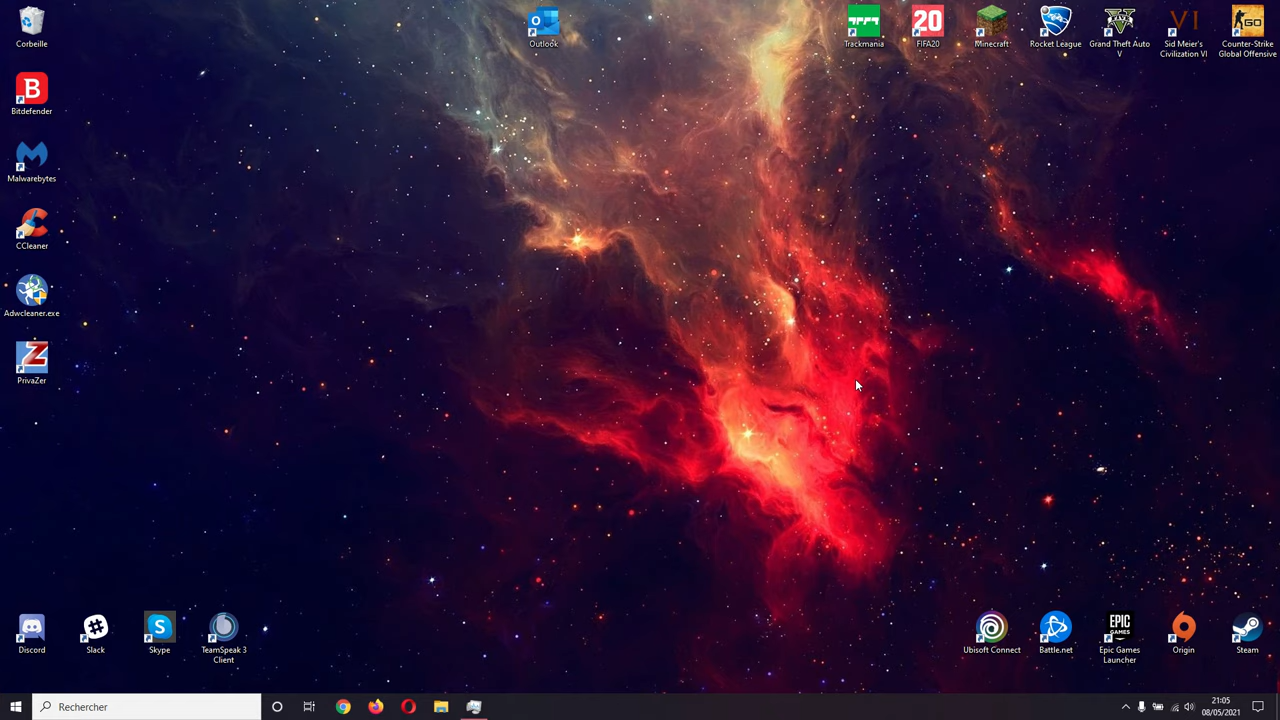 Corbeille
Outlook
Trackmania
FIFA20
Minecraft
Rocket League
Grand Theft Auto
V
Sid Meier's
Civilization VI
Counter-Strike
Global Offensive
Bitdefender
Malwarebytes
CCleaner
Adwcleaner.exe
PrivaZer
Discord
Slack
Skype
TeamSpeak 3
Client
Ubisoft Connect
Battle.net
Epic Games
Launcher
Origin
Steam
Rechercher
21:05
08/05/2021